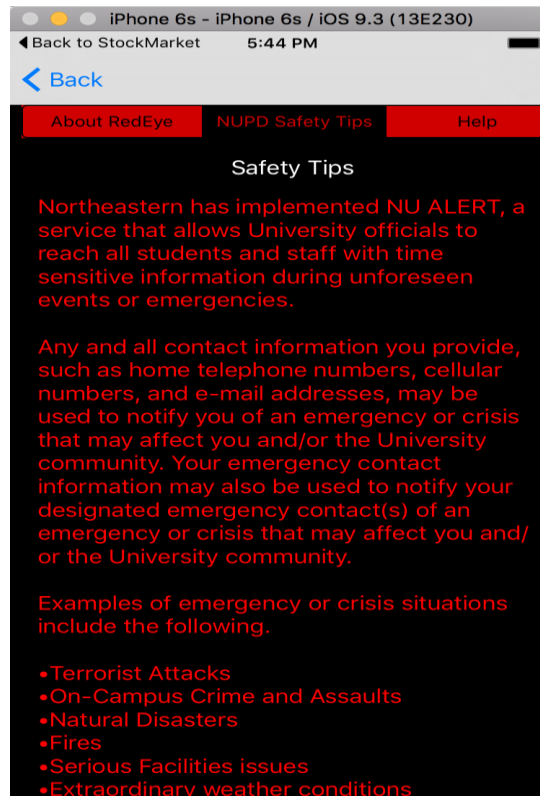 iPhone 6s - iPhone 6s / iOS 9.3 (13E230)
Back to StockMarket 5:44 PM
Back
About RedEye NUPD Safety Tips Help
Safety Tips
Northeastern has implemented NU ALERT, a
service that allows University officials to
reach all students and staff with time
sensitive information during unforeseen
events or emergencies.
Any and all contact information you provide,
such as home telephone numbers, cellular
numbers, and e-mail addresses, may be
used to notify you of an emergency or crisis
that may affect you and/or the University
community. Your emergency contact
information may also be used to notify your
designated emergency contact(s) of an
emergency or crisis that may affect you and/
or the University community.
Examples of emergency or crisis situations
include the following.
•Terrorist Attacks
•On-Campus Crime and Assaults
•Natural Disasters
•Fires
•Serious Facilities issues
•Extraordinary weather conditions